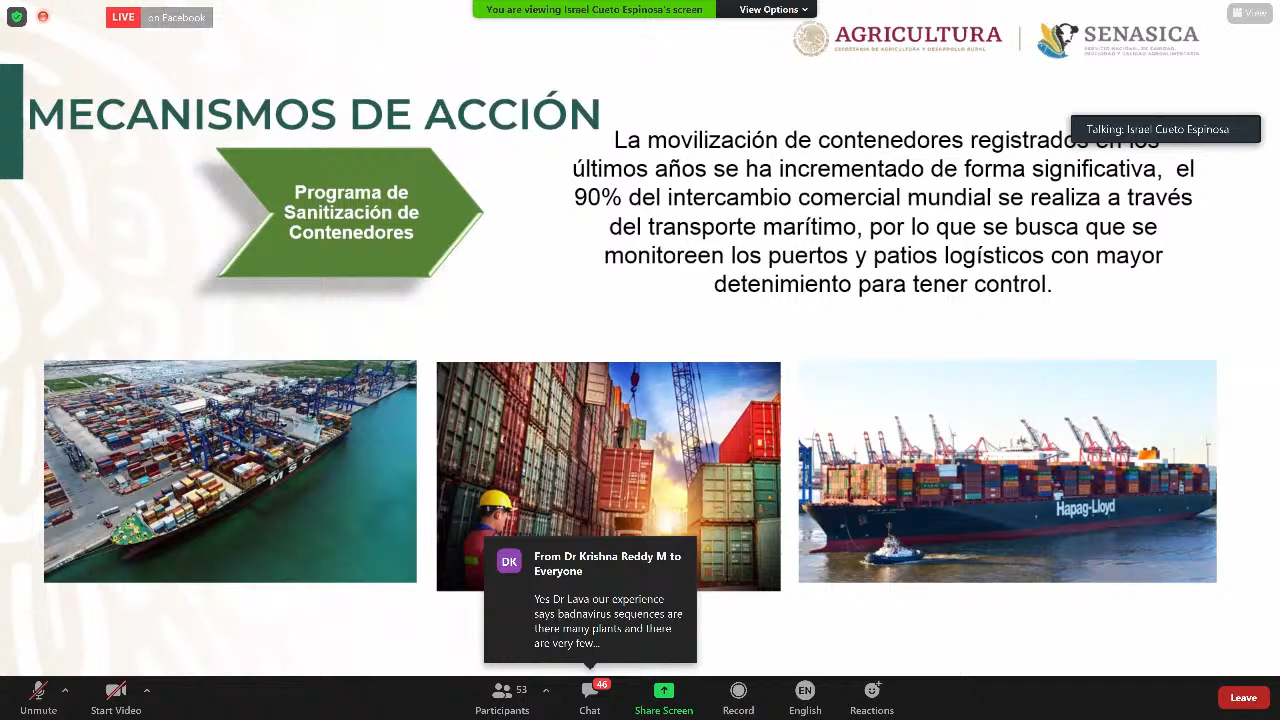 LIVE on Facebook
You are viewing Israel Cueto Espinosa's screen
View Options
View
AGRICULTURA
SECRETARÍA DE AGRICULTURA Y DESARROLLO RURAL
SENASICA
SERVICIO NACIONAL DE SANIDAD,
INOCUIDAD Y CALIDAD AGROALIMENTARIA
Talking: Israel Cueto Espinosa
MECANISMOS DE ACCIÓN
Programa de
Sanitización de
Contenedores
La movilización de contenedores registrados en los
últimos años se ha incrementado de forma significativa, el
90% del intercambio comercial mundial se realiza a través
del transporte marítimo, por lo que se busca que se
monitoreen los puertos y patios logísticos con mayor
detenimiento para tener control.
MSC
Hapag-Lloyd
DK
From Dr Krishna Reddy M to
Everyone
Yes Dr Lava our experience
says badnavirus sequences are
there many plants and there
are very few...
Unmute
Start Video
53
Participants
46
Chat
Share Screen
Record
EN
English
Reactions
Leave